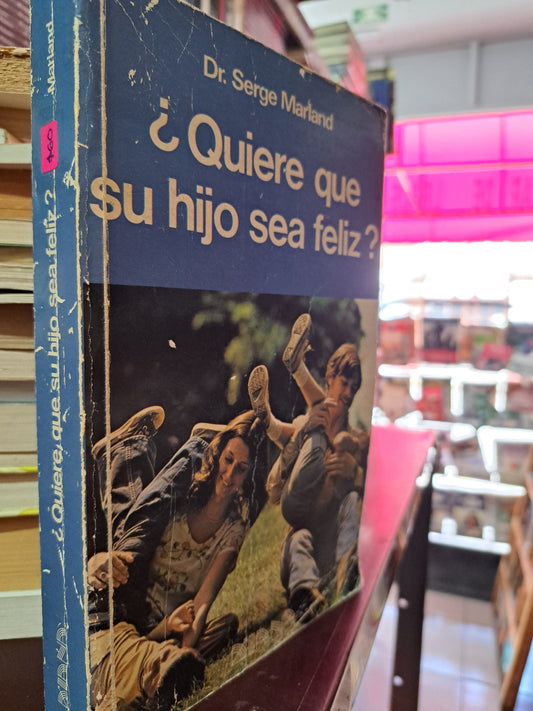 Dr. Serge Marland
¿Quiere que
su hijo sea feliz?
¿Quiere que su hijo sea feliz? Marland
$60